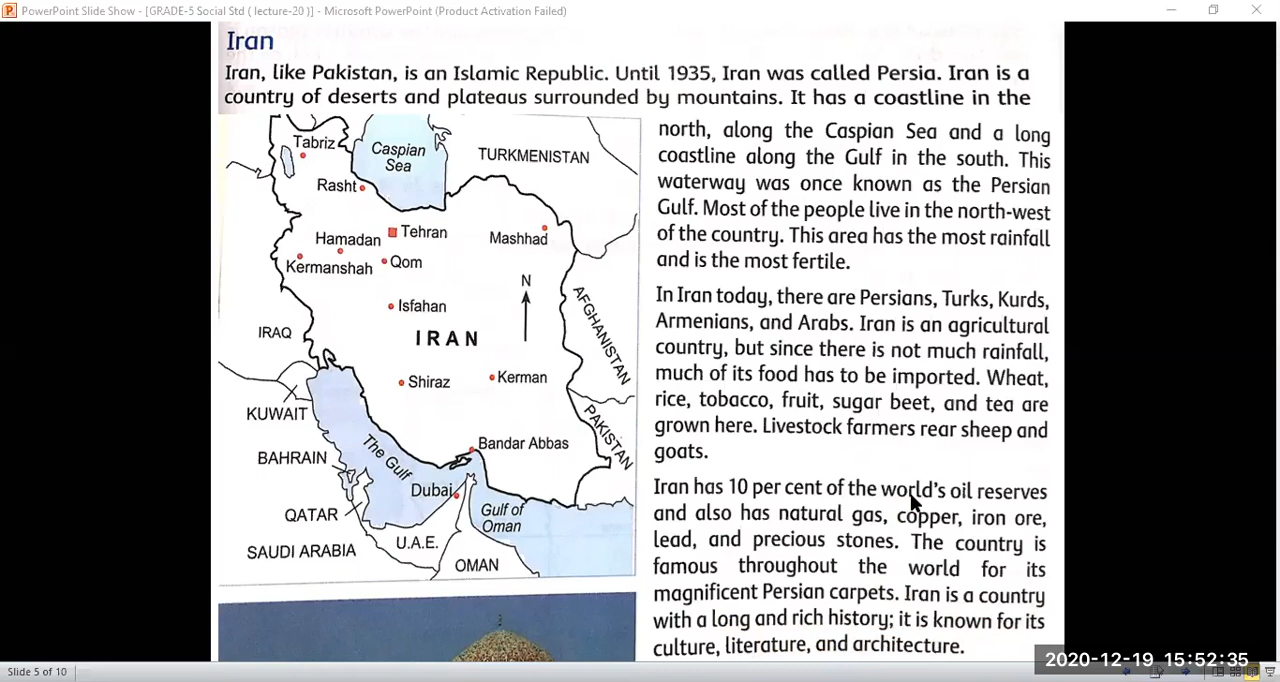 PowerPoint Slide Show - [GRADE-5 Social Std ( lecture-20 )] - Microsoft PowerPoint (Product Activation Failed)
Iran
Iran, like Pakistan, is an Islamic Republic. Until 1935, Iran was called Persia. Iran is a
country of deserts and plateaus surrounded by mountains. It has a coastline in the
north, along the Caspian Sea and a long
coastline along the Gulf in the south. This
waterway was once known as the Persian
Gulf. Most of the people live in the north-west
of the country. This area has the most rainfall
and is the most fertile.
In Iran today, there are Persians, Turks, Kurds,
Armenians, and Arabs. Iran is an agricultural
country, but since there is not much rainfall,
much of its food has to be imported. Wheat,
rice, tobacco, fruit, sugar beet, and tea are
grown here. Livestock farmers rear sheep and
goats.
Iran has 10 per cent of the world's oil reserves
and also has natural gas, copper, iron ore,
lead, and precious stones. The country is
famous throughout the world for its
magnificent Persian carpets. Iran is a country
with a long and rich history; it is known for its
culture, literature, and architecture.
Tabriz
Caspian
Sea
TURKMENISTAN
Rasht
Tehran
Hamadan
Mashhad
Kermanshah
Qom
N
Isfahan
AFGHANISTAN
IRAQ
IRAN
Shiraz
Kerman
KUWAIT
PAKISTAN
The Gulf
Bandar Abbas
BAHRAIN
Dubai
QATAR
Gulf of
Oman
U.A.E.
SAUDI ARABIA
OMAN
2020-12-19 15:52:35
Slide 5 of 10